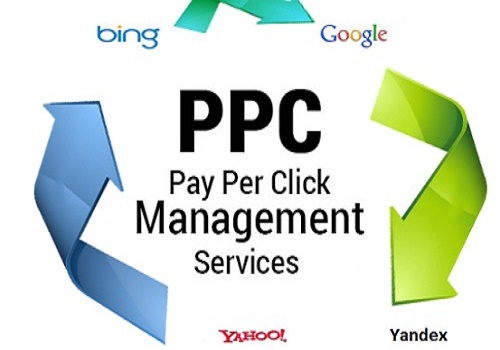 bing Google
PPC
Pay Per Click
Management
Services
YAHOO! Yandex